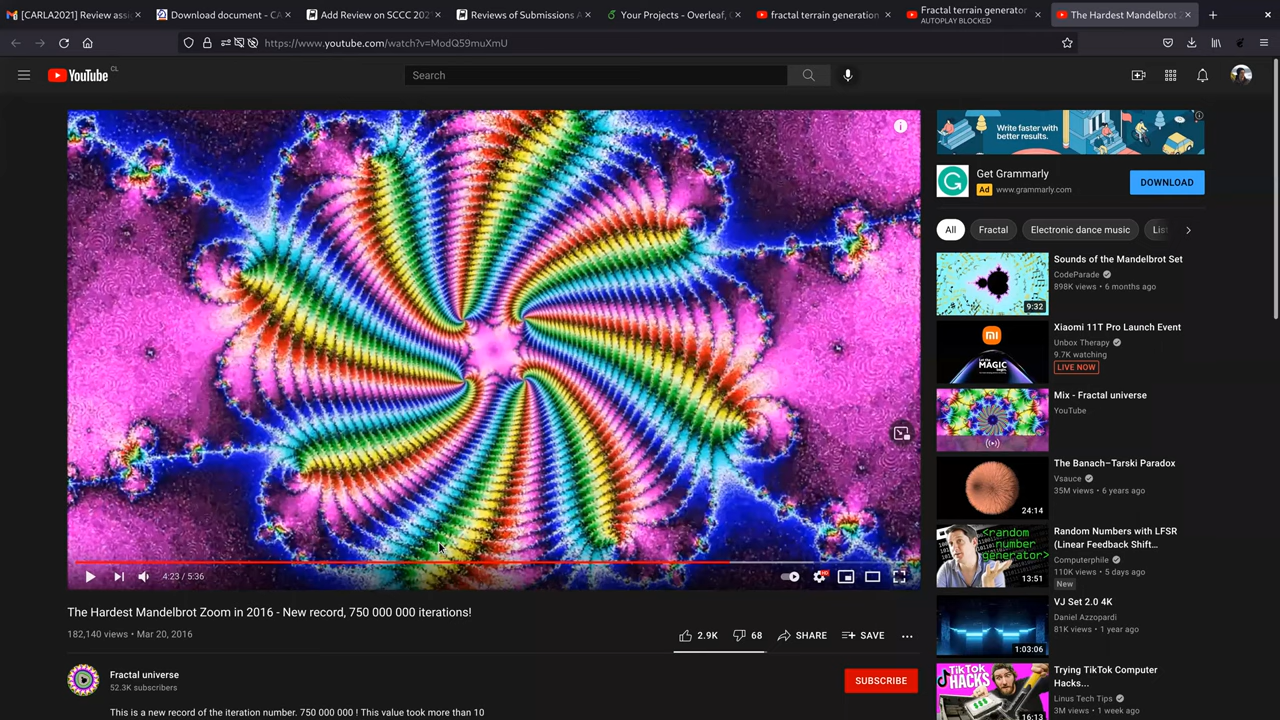 [CARLA2021] Review assi
Download document - CA
Add Review on SCCC 202
Reviews of Submissions A
Your Projects - Overleaf, O
fractal terrain generation
Fractal terrain generator
AUTOPLAY BLOCKED
The Hardest Mandelbrot Z
https://www.youtube.com/watch?v=ModQ59muXmU
YouTube CL
Search
Write faster with
better results.
Get Grammarly
Ad www.grammarly.com
DOWNLOAD
All
Fractal
Electronic dance music
Lis
Sounds of the Mandelbrot Set
CodeParade
898K views • 6 months ago
9:32
Xiaomi 11T Pro Launch Event
Unbox Therapy
9.7K watching
LIVE NOW
Mix - Fractal universe
YouTube
The Banach–Tarski Paradox
Vsauce
35M views • 6 years ago
24:14
Random Numbers with LFSR
(Linear Feedback Shift...
Computerphile
110K views • 5 days ago
New
<random
number
generator>
13:51
VJ Set 2.0 4K
Daniel Azzopardi
81K views • 1 year ago
1:03:06
Trying TikTok Computer
Hacks...
Linus Tech Tips
3M views • 1 week ago
TikTok
HACKS
16:13
4:23 / 5:36
The Hardest Mandelbrot Zoom in 2016 - New record, 750 000 000 iterations!
182,140 views • Mar 20, 2016
2.9K
68
SHARE
SAVE
Fractal universe
52.3K subscribers
SUBSCRIBE
This is a new record of the iteration number. 750 000 000 ! This value took more than 10